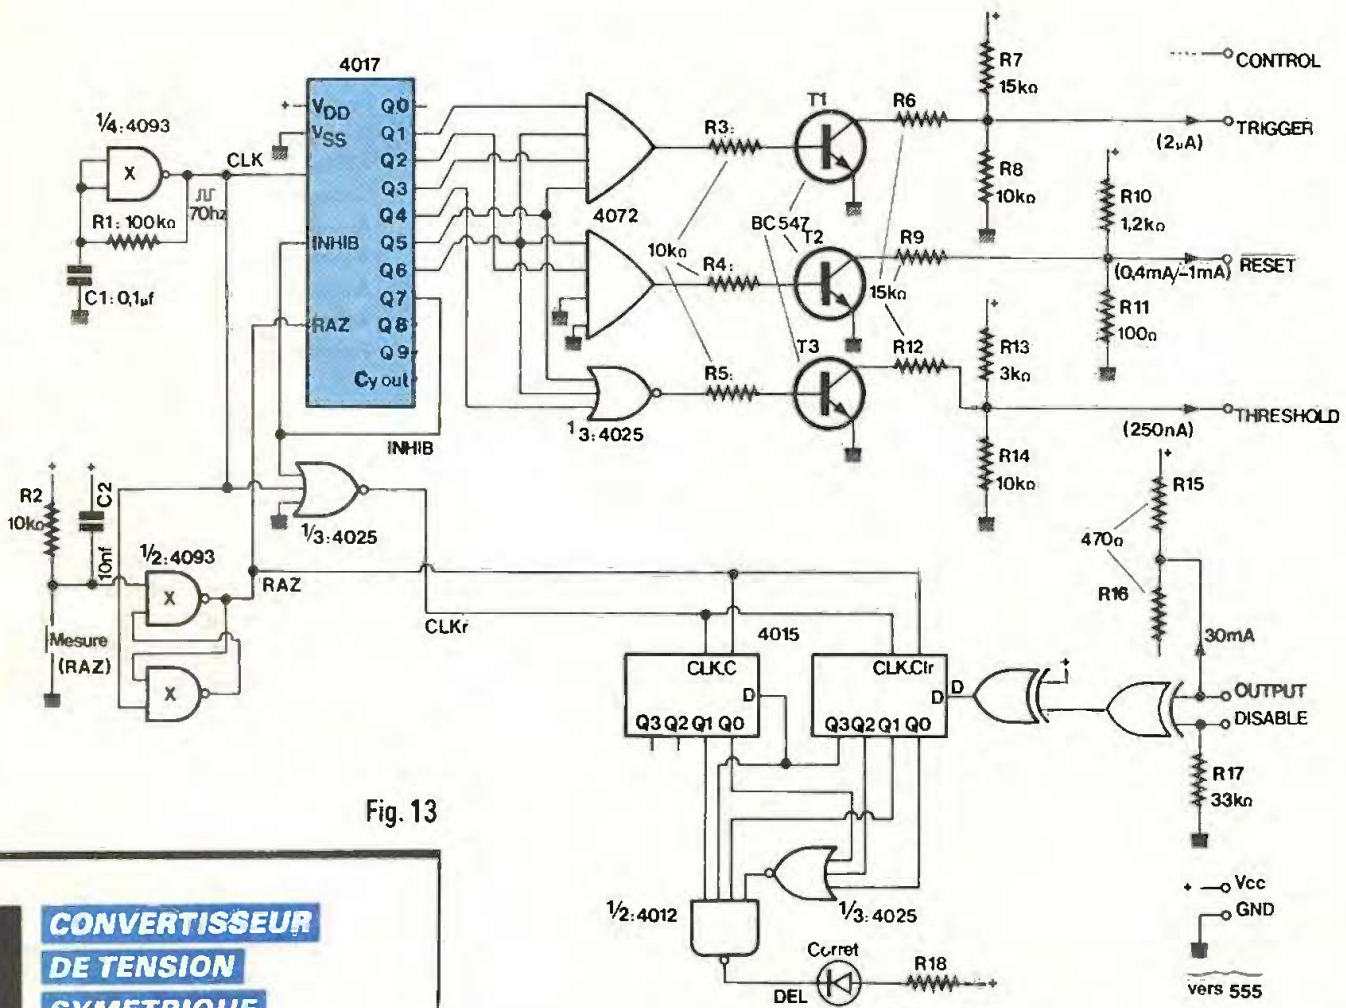 4017
V_DD
V_SS
INHIB
RAZ
Q0
Q1
Q2
Q3
Q4
Q5
Q6
Q7
Q8
Q9
Cy out
1/4:4093
X
CLK
70hz
R1: 100kΩ
C1: 0,1µf
INHIB
4072
1 3:4025
R3:
R4:
R5:
10kΩ
T1
BC 547
T2
T3
R6
R9
15kΩ
R12
+
R7
15kΩ
R8
10kΩ
+
R10
1,2kΩ
R11
100Ω
+
R13
3kΩ
R14
10kΩ
CONTROL
TRIGGER
(2µA)
RESET
(0,4mA/-1mA)
THRESHOLD
(250nA)
+
R15
470Ω
R16
30mA
OUTPUT
DISABLE
R17
33kΩ
+ Vcc
GND
vers 555
+
R2
10kΩ
+
C2
10nf
1/2:4093
X
X
Mesure
(RAZ)
1/3:4025
RAZ
CLKr
4015
CLK.C
D
Q3 Q2 Q1 Q0
CLK.Clr
D
Q3 Q2 Q1 Q0
D
+
1/2:4012
1/3:4025
Corret
DEL
R18
+
Fig. 13
CONVERTISSEUR
DE TENSION
SYMETRIQUE